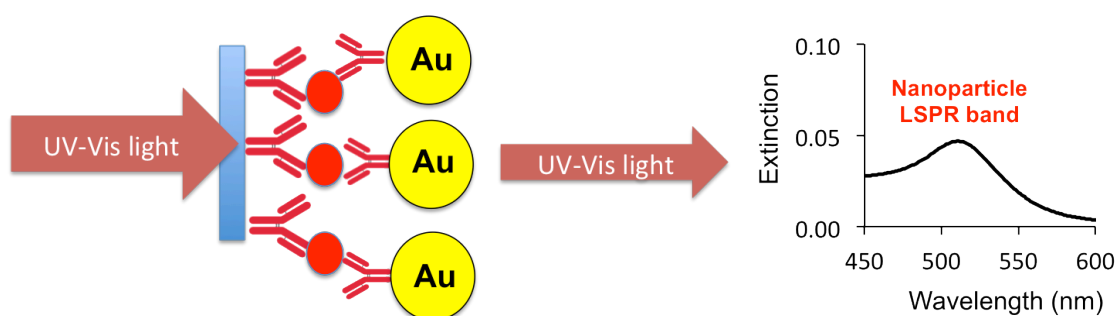 UV-Vis light
Au
Au
Au
UV-Vis light
Extinction
0.10
0.05
0.00
Nanoparticle
LSPR band
450 500 550 600
Wavelength (nm)